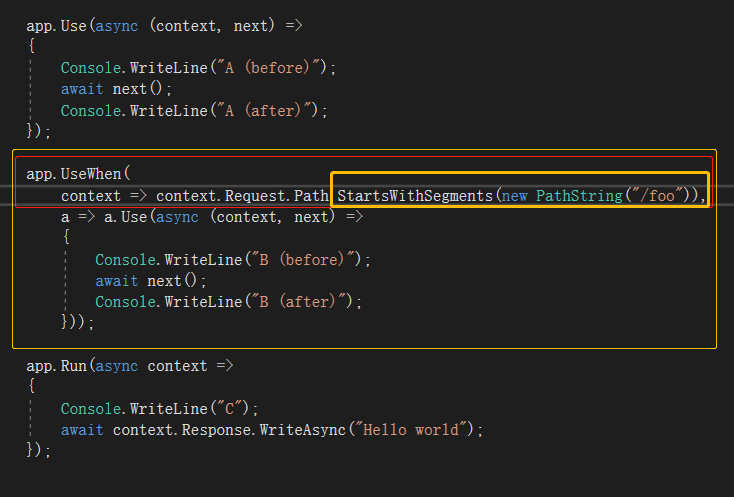 app.Use(async (context, next) =>
{
    Console.WriteLine("A (before)");
    await next();
    Console.WriteLine("A (after)");
});
app.UseWhen(
    context => context.Request.Path.StartsWithSegments(new PathString("/foo")),
    a => a.Use(async (context, next) =>
    {
        Console.WriteLine("B (before)");
        await next();
        Console.WriteLine("B (after)");
    }));
app.Run(async context =>
{
    Console.WriteLine("C");
    await context.Response.WriteAsync("Hello world");
});